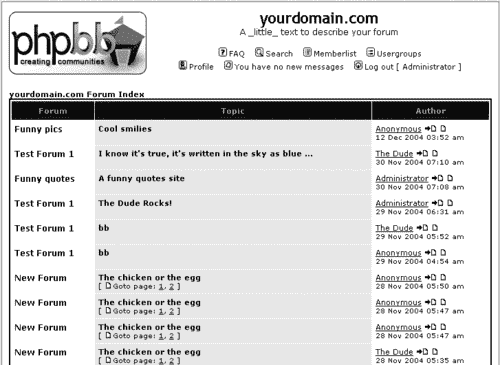 phpBB
creating communities
yourdomain.com
A _little_ text to describe your forum
FAQ Search Memberlist Usergroups
Profile You have no new messages Log out [ Administrator ]
yourdomain.com Forum Index
Forum Topic Author
Funny pics Cool smilies Anonymous
12 Dec 2004 03:52 am
Test Forum 1 I know it's true, it's written in the sky as blue ... The Dude
30 Nov 2004 07:10 am
Funny quotes A funny quotes site Administrator
30 Nov 2004 07:08 am
Test Forum 1 The Dude Rocks! Administrator
29 Nov 2004 06:31 am
Test Forum 1 bb The Dude
29 Nov 2004 05:52 am
Test Forum 1 bb Anonymous
29 Nov 2004 04:54 am
New Forum The chicken or the egg Anonymous
[ Goto page: 1, 2 ] 28 Nov 2004 05:50 am
New Forum The chicken or the egg Anonymous
[ Goto page: 1, 2 ] 28 Nov 2004 05:47 am
New Forum The chicken or the egg Anonymous
[ Goto page: 1, 2 ] 28 Nov 2004 05:47 am
New Forum The chicken or the egg The Dude
[ Goto page: 1, 2 ] 28 Nov 2004 05:35 am